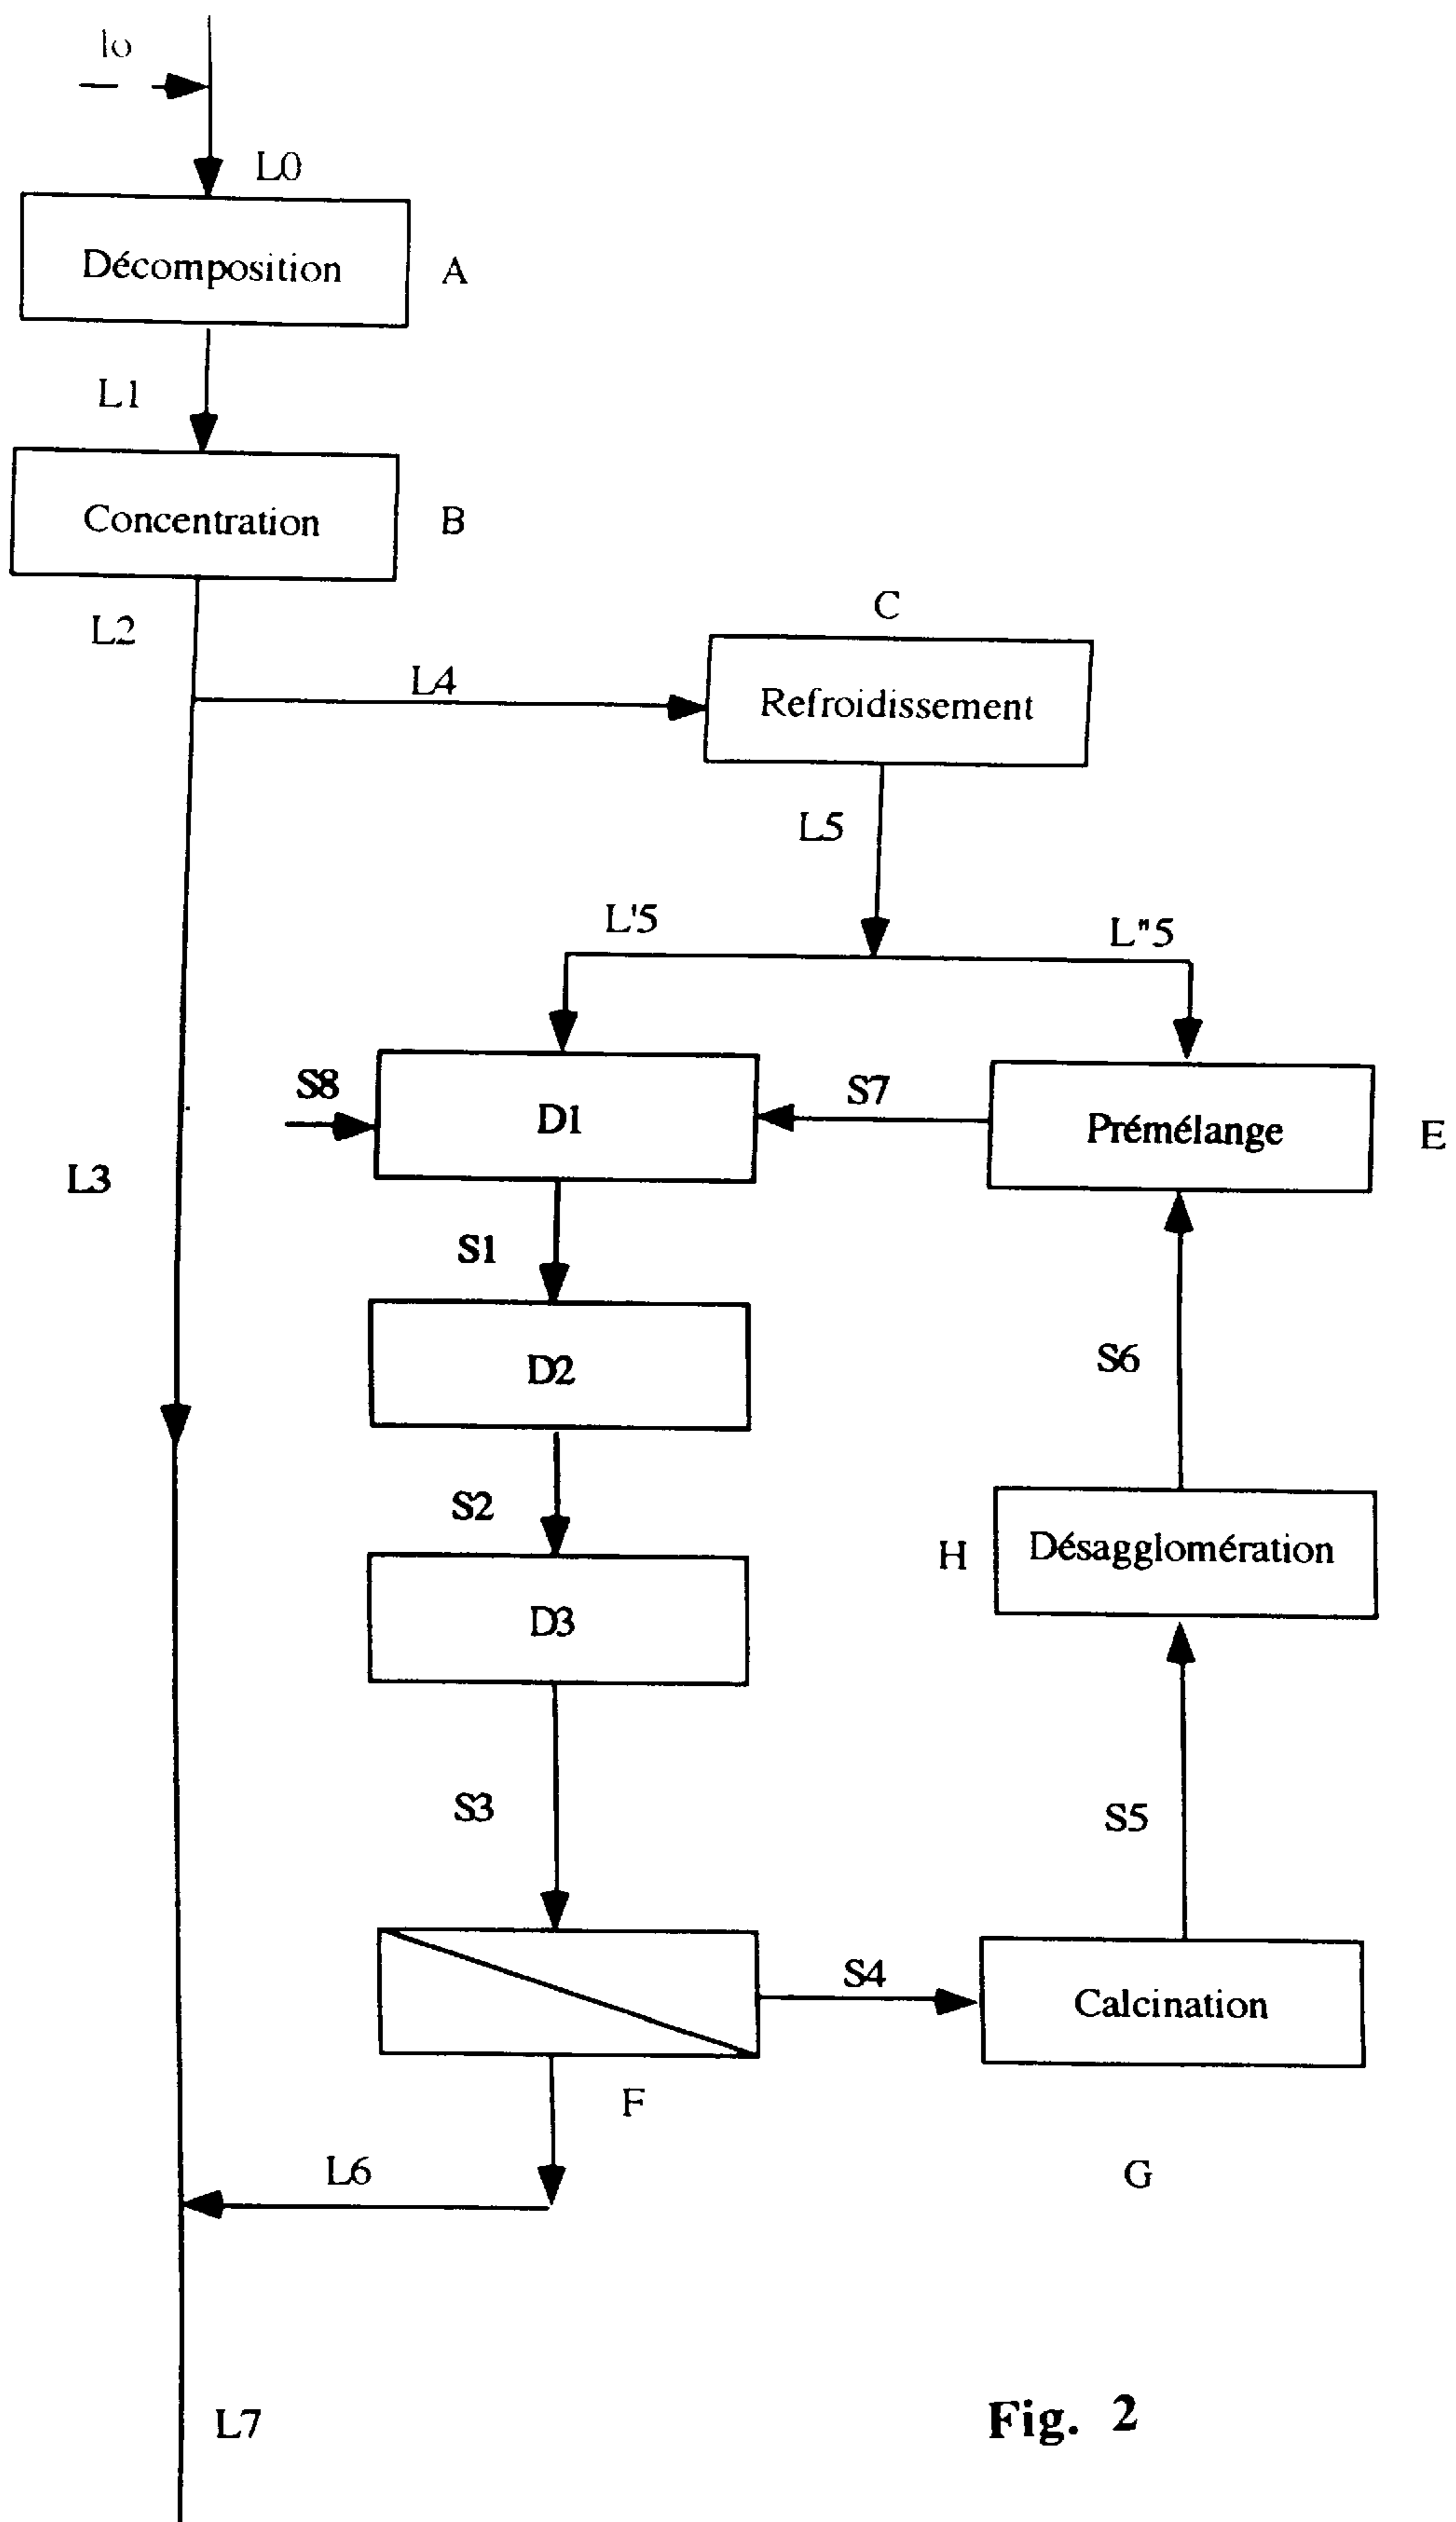 Io
L0
Décomposition
A
L1
Concentration
B
L2
C
L4
Refroidissement
L5
L'5
L"5
S8
D1
S7
Prémélange
E
L3
S1
S6
D2
S2
H
Désagglomération
D3
S3
S5
S4
Calcination
F
L6
G
L7
Fig. 2